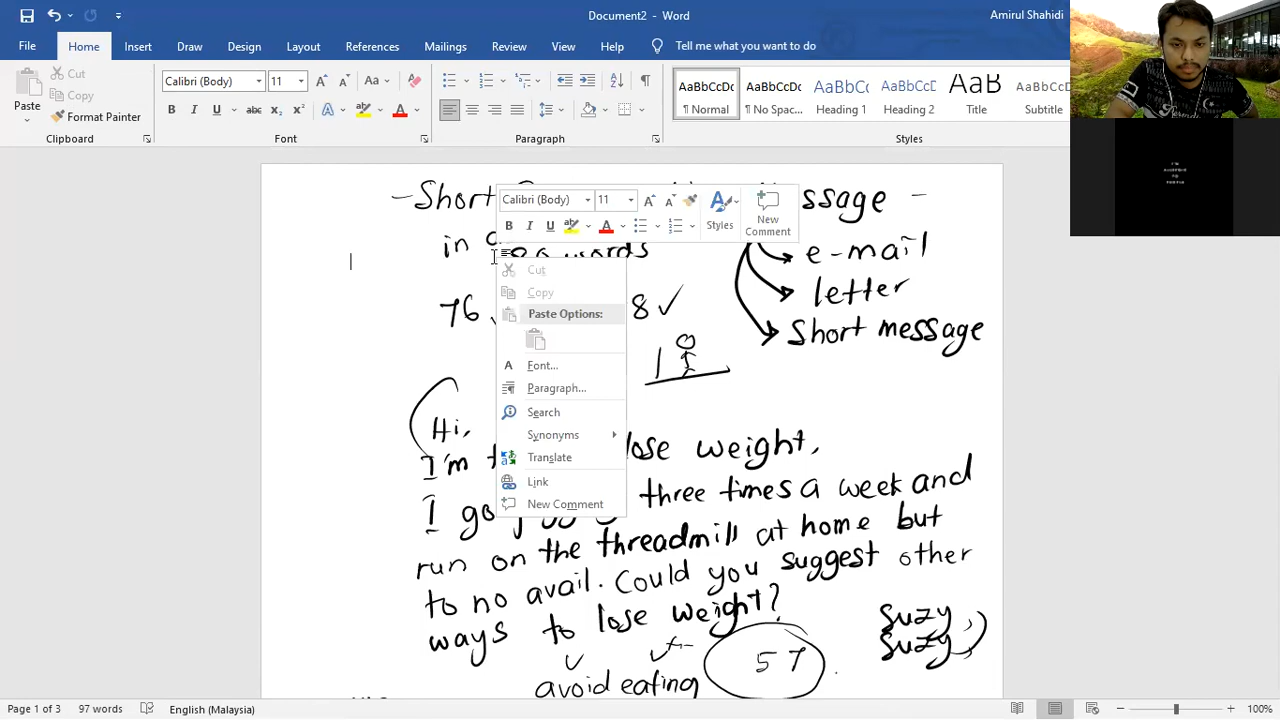 Document2 - Word
Amirul Shahidi
File Home Insert Draw Design Layout References Mailings Review View Help Tell me what you want to do
Paste
Cut
Copy
Format Painter
Calibri (Body) 11
AaBbCcDc AaBbCcDc AaBbCc AaBbCcD AaB AaBbCcD
¶ Normal ¶ No Spac... Heading 1 Heading 2 Title Subtitle
Clipboard Font Paragraph Styles
- Short ssage -
Calibri (Body) 11
Styles
New Comment
in words
e-mail
76 8 ✓
letter
Short message
Cut
Copy
Paste Options:
Font...
Paragraph...
Search
Synonyms
Translate
Link
New Comment
Hi,
I'm lose weight,
I go three times a week and
run on the threadmill at home but
to no avail. Could you suggest other
ways to lose weight?
Suzy
Suzy
57
avoid eating
Page 1 of 3 97 words English (Malaysia) 100%